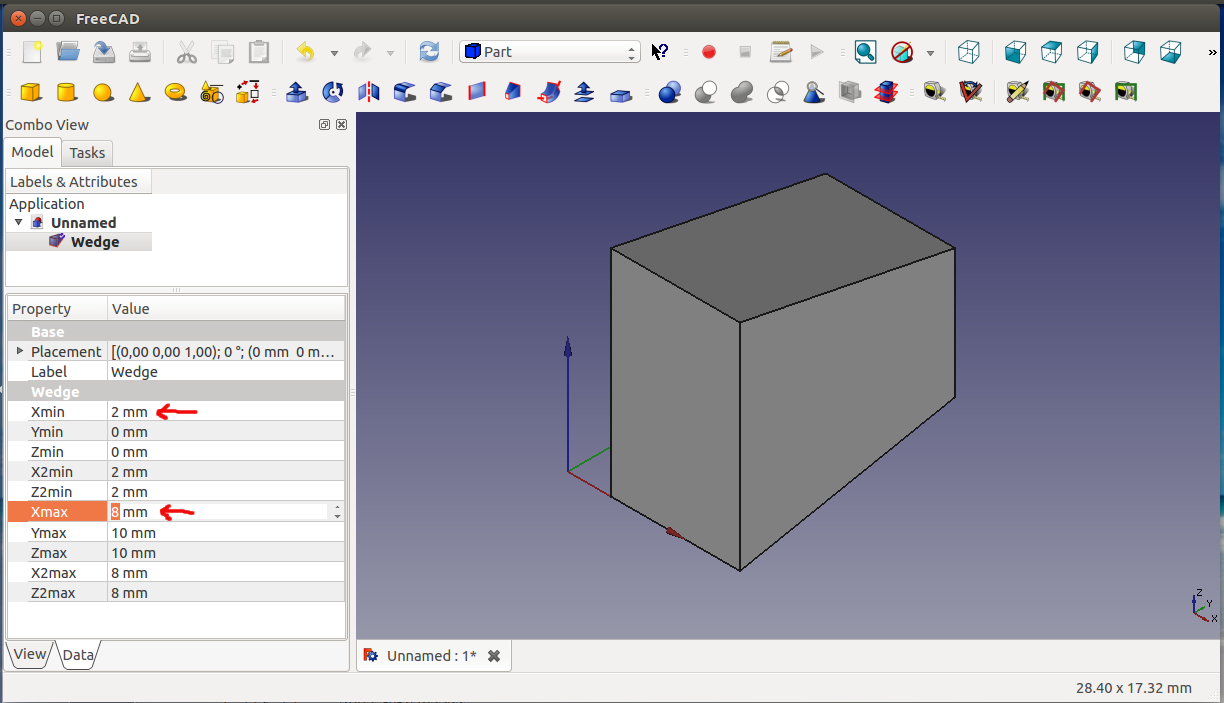 FreeCAD
Part
»
Combo View
Model Tasks
Labels & Attributes
Application
Unnamed
Wedge
Property Value
Base
Placement [(0,00 0,00 1,00); 0 °; (0 mm 0 m...
Label Wedge
Wedge
Xmin 2 mm
Ymin 0 mm
Zmin 0 mm
X2min 2 mm
Z2min 2 mm
Xmax 8 mm
Ymax 10 mm
Zmax 10 mm
X2max 8 mm
Z2max 8 mm
Z
Y
X
View Data
Unnamed : 1*
28.40 x 17.32 mm